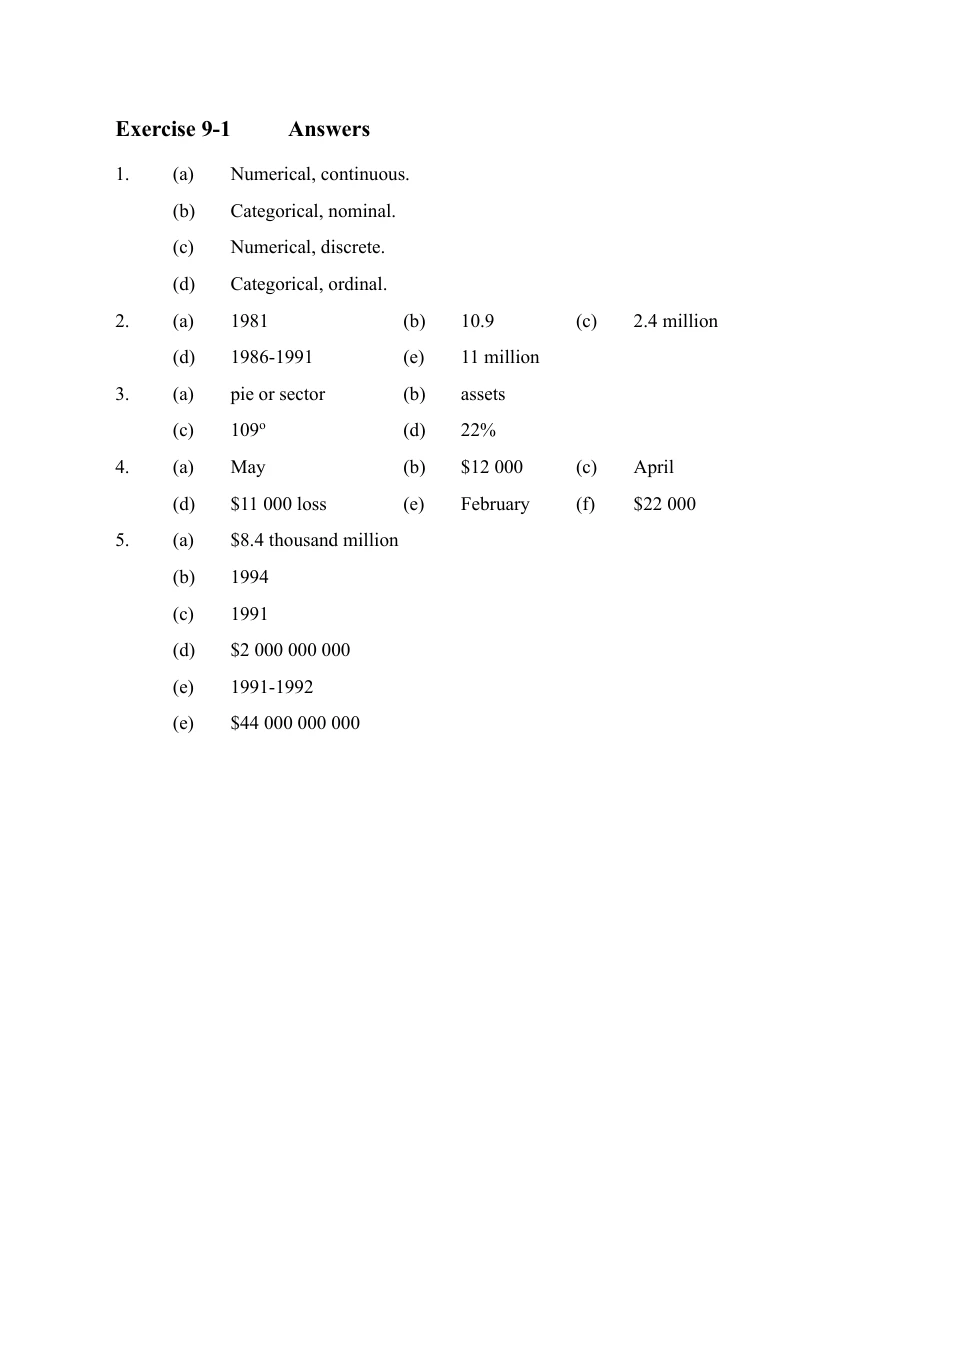 Exercise 9-1 Answers
1. (a) Numerical, continuous.
(b) Categorical, nominal.
(c) Numerical, discrete.
(d) Categorical, ordinal.
2. (a) 1981 (b) 10.9 (c) 2.4 million
(d) 1986-1991 (e) 11 million
3. (a) pie or sector (b) assets
(c) 109º (d) 22%
4. (a) May (b) $12 000 (c) April
(d) $11 000 loss (e) February (f) $22 000
5. (a) $8.4 thousand million
(b) 1994
(c) 1991
(d) $2 000 000 000
(e) 1991-1992
(e) $44 000 000 000